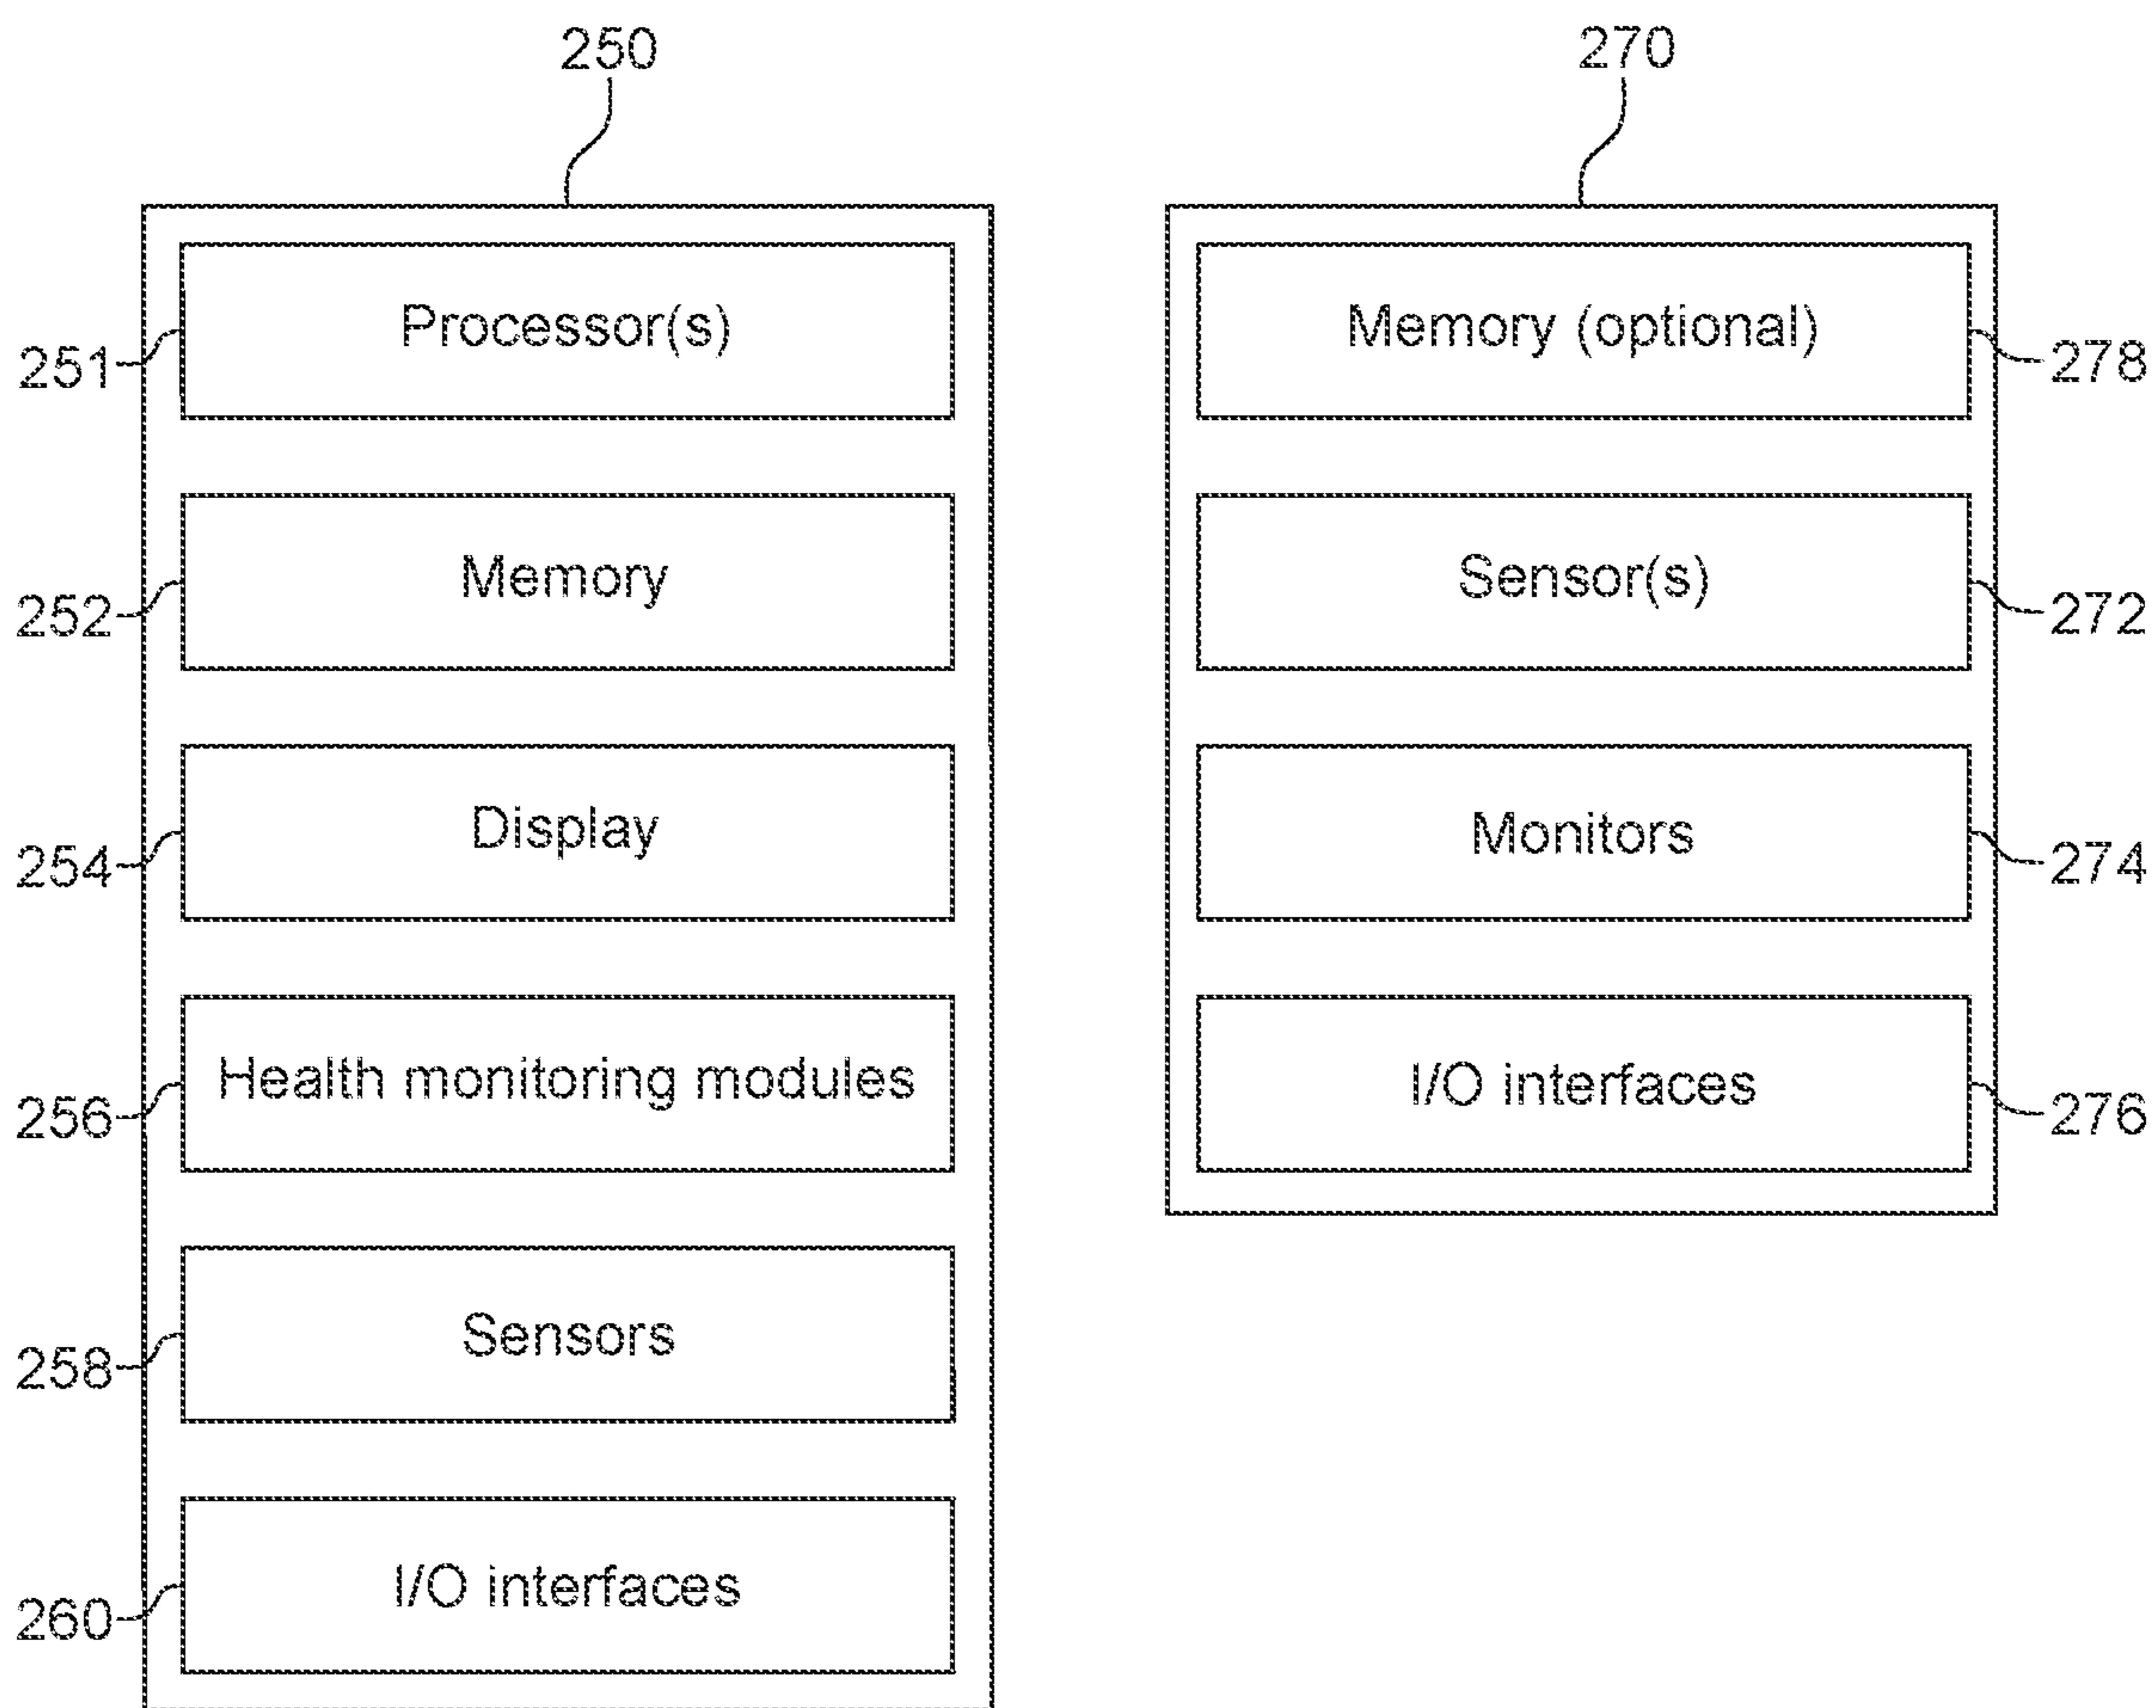 250
270
Processor(s)
251
Memory
252
Display
254
Health monitoring modules
256
Sensors
258
I/O interfaces
260
Memory (optional)
278
Sensor(s)
272
Monitors
274
I/O interfaces
276